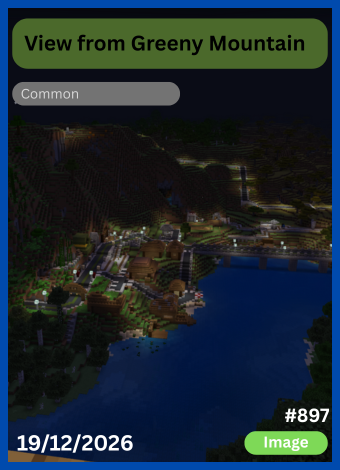 View from Greeny Mountain
Common
#897
19/12/2026
Image